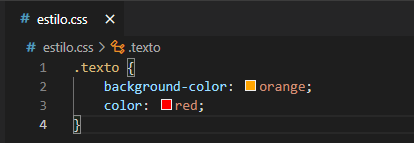 # estilo.css ×
# estilo.css > .texto
1 .texto {
2 background-color: orange;
3 color: red;
4 }